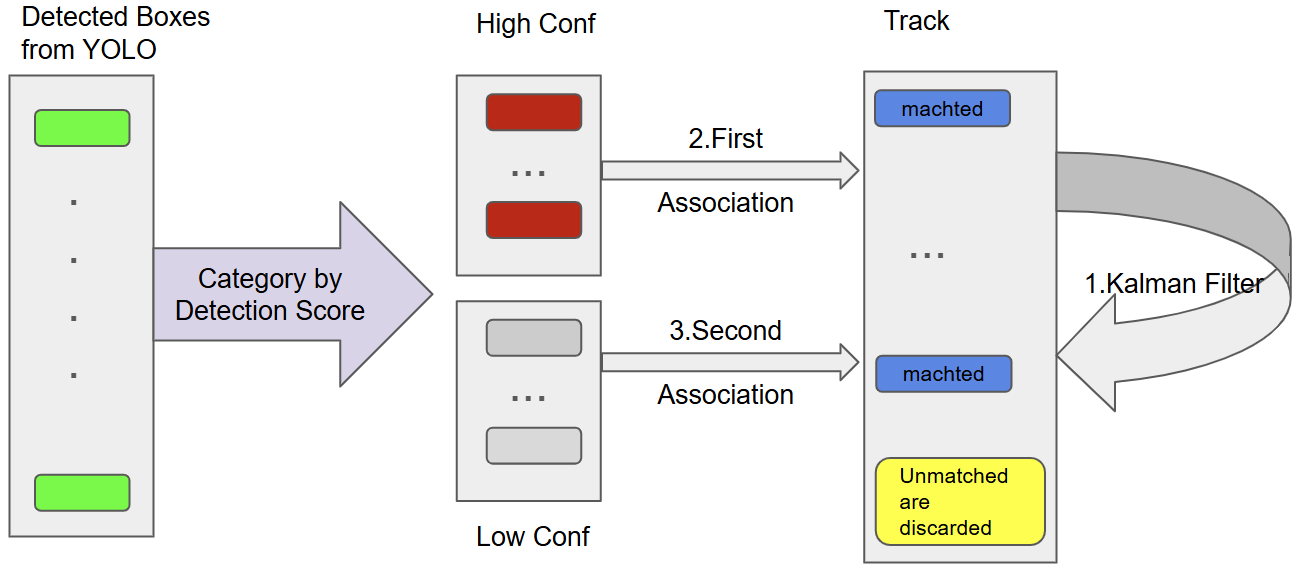 Detected Boxes
from YOLO
High Conf
Track
machted
2.First
Association
Category by
Detection Score
1.Kalman Filter
3.Second
Association
machted
Unmatched
are
discarded
Low Conf